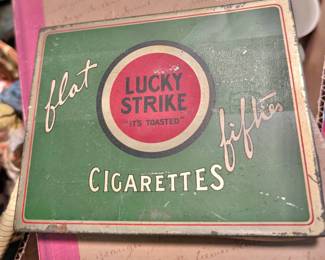 flat
LUCKY
STRIKE
"IT'S TOASTED"
fifties
CIGARETTES